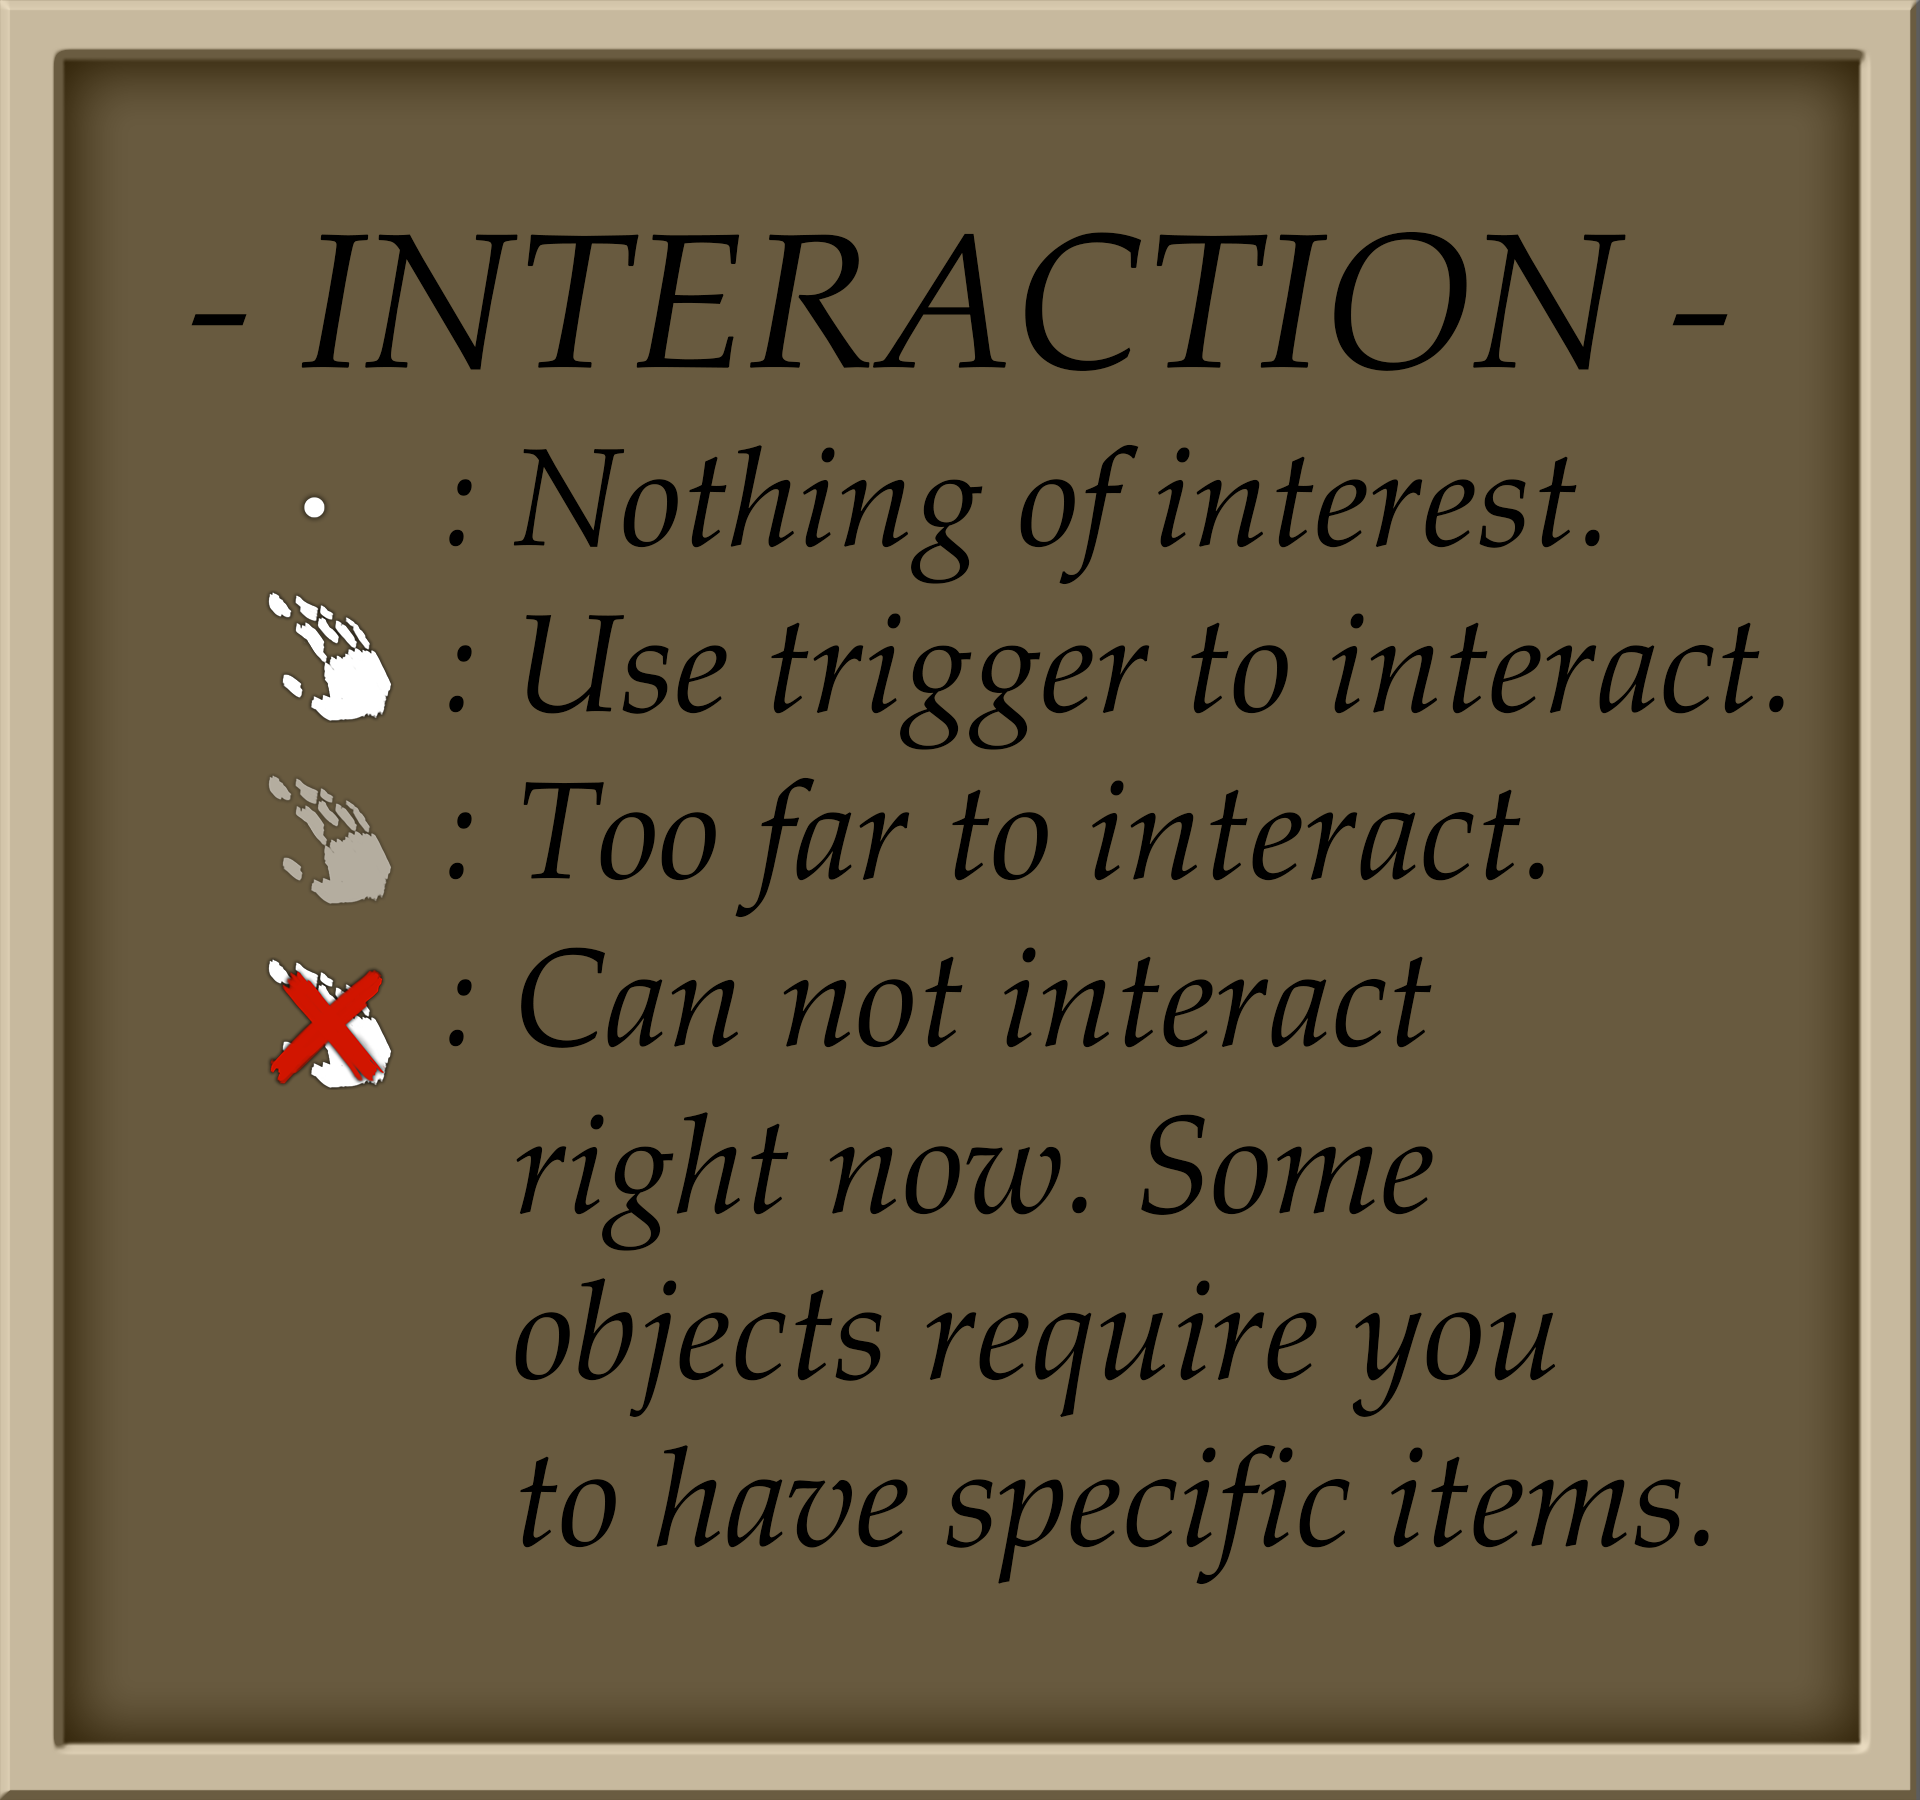 - INTERACTION -
: Nothing of interest.
: Use trigger to interact.
: Too far to interact.
: Can not interact
right now. Some
objects require you
to have specific items.